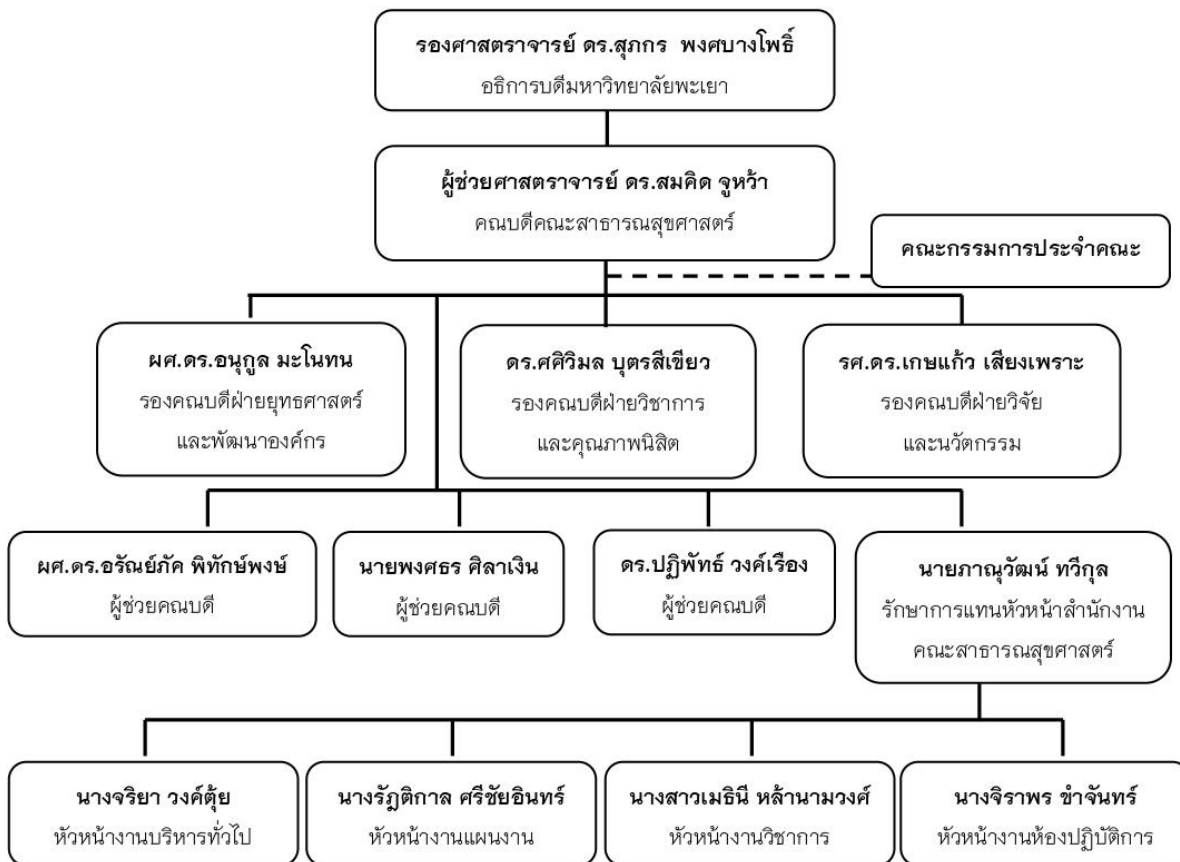 รองศาสตราจารย์ ดร.สุภกร พงศบางโพธิ์
อธิการบดีมหาวิทยาลัยพะเยา
ผู้ช่วยศาสตราจารย์ ดร.สมคิด จูหว้า
คณบดีคณะสาธารณสุขศาสตร์
คณะกรรมการประจำคณะ
ผศ.ดร.อนุกูล มะโนทน
รองคณบดีฝ่ายยุทธศาสตร์
และพัฒนาองค์กร
ดร.ศศิวิมล บุตรสีเขียว
รองคณบดีฝ่ายวิชาการ
และคุณภาพนิสิต
รศ.ดร.เกษแก้ว เสียงเพราะ
รองคณบดีฝ่ายวิจัย
และนวัตกรรม
ผศ.ดร.อรัณย์ภัค พิทักษ์พงษ์
ผู้ช่วยคณบดี
นายพงศธร ศิลาเงิน
ผู้ช่วยคณบดี
ดร.ปฏิพัทธ์ วงค์เรือง
ผู้ช่วยคณบดี
นายภาณุวัฒน์ ทวีกุล
รักษาการแทนหัวหน้าสำนักงาน
คณะสาธารณสุขศาสตร์
นางจริยา วงค์ตุ้ย
หัวหน้างานบริหารทั่วไป
นางรัฎติกาล ศรีชัยอินทร์
หัวหน้างานแผนงาน
นางสาวเมธินี หล้านามวงศ์
หัวหน้างานวิชาการ
นางจิราพร ขำจันทร์
หัวหน้างานห้องปฏิบัติการ